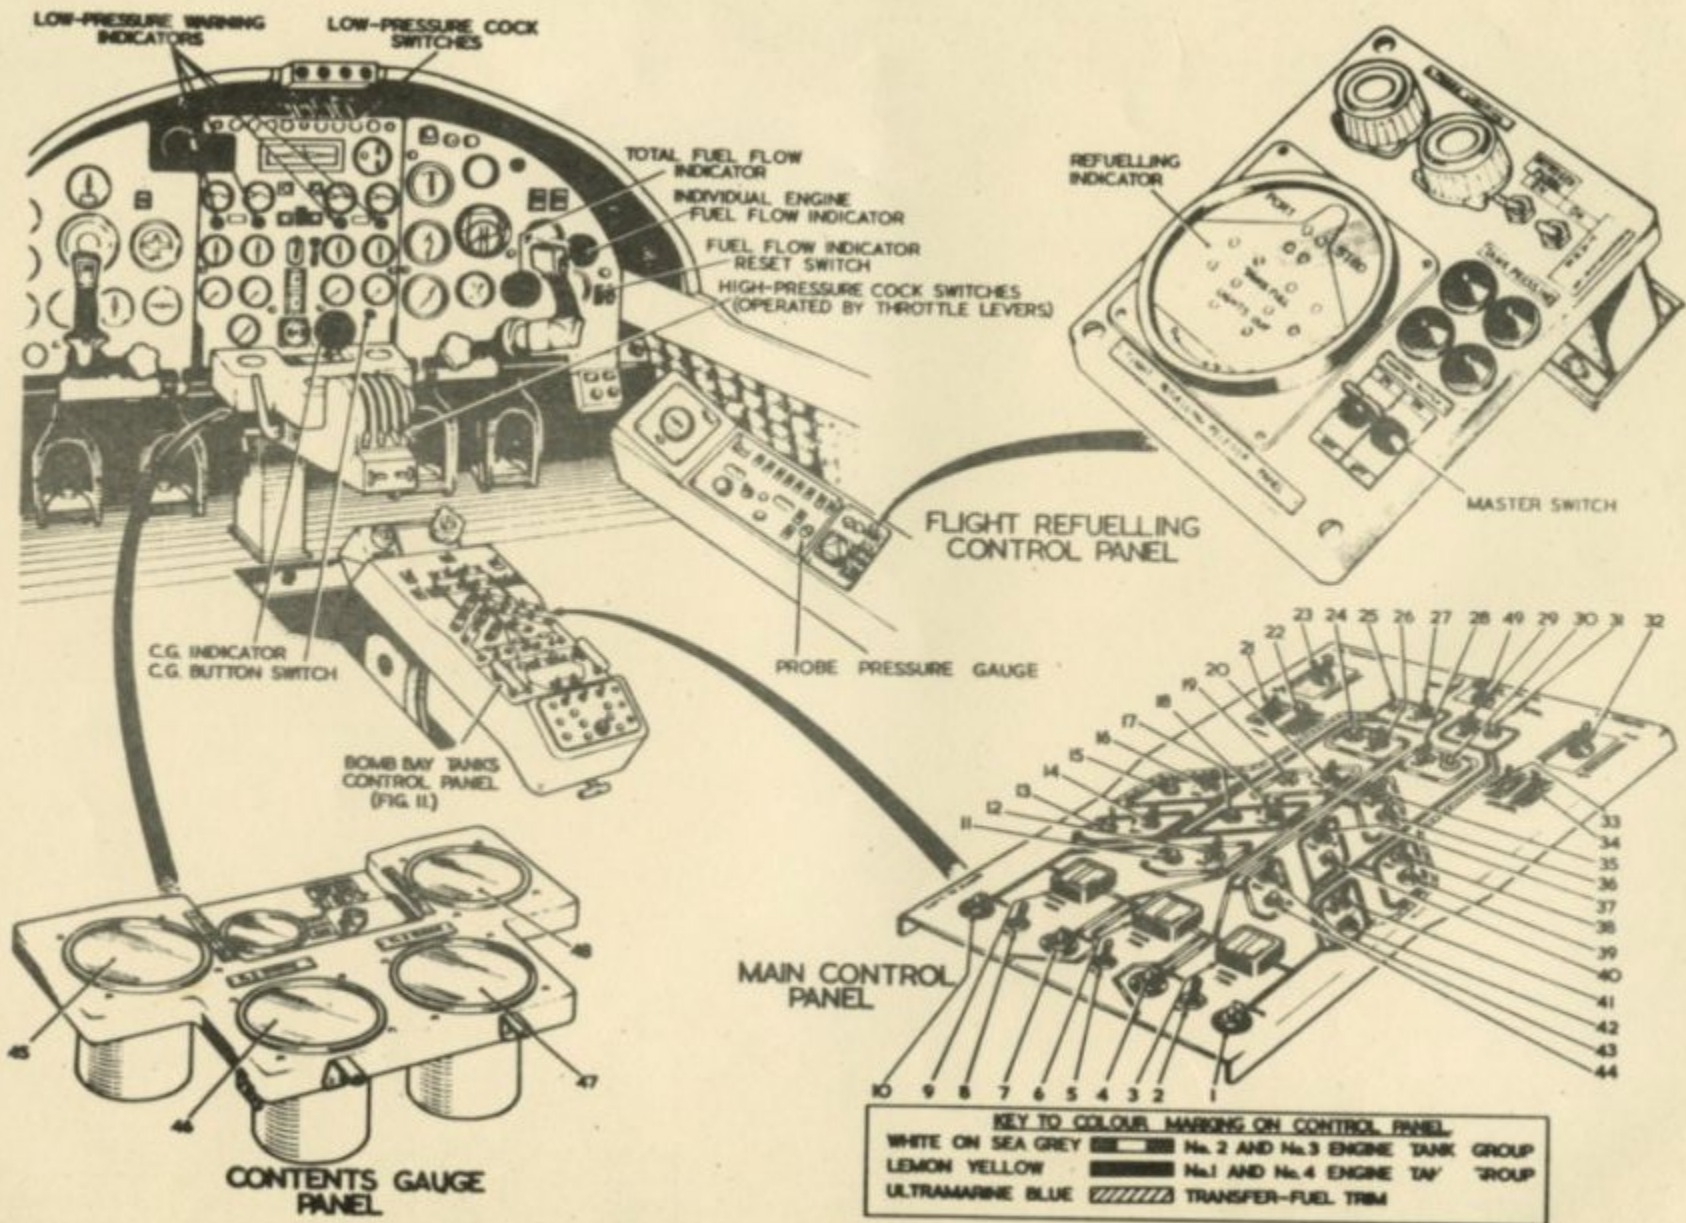 LOW-PRESSURE WARNING
INDICATORS
LOW-PRESSURE COCK
SWITCHES
TOTAL FUEL FLOW
INDICATOR
INDIVIDUAL ENGINE
FUEL FLOW INDICATOR
FUEL FLOW INDICATOR
RESET SWITCH
HIGH-PRESSURE COCK SWITCHES
(OPERATED BY THROTTLE LEVERS)
REFUELLING
INDICATOR
PORT
STBD
TANKS FULL
LIGHTS OUT
MASTER SWITCH
FLIGHT REFUELLING
CONTROL PANEL
C.G. INDICATOR
C.G. BUTTON SWITCH
PROBE PRESSURE GAUGE
BOMB BAY TANKS
CONTROL PANEL
(FIG. 11.)
23 24 25 26 27 28 49 29 30 31 32
22
21
20
19
18
17
16
15
14
13
12
11
33
34
35
36
37
38
39
40
41
42
43
44
MAIN CONTROL
PANEL
10 9 8 7 6 5 4 3 2 1
45
46
47
48
CONTENTS GAUGE
PANEL
KEY TO COLOUR MARKING ON CONTROL PANEL
WHITE ON SEA GREY No. 2 AND No. 3 ENGINE TANK GROUP
LEMON YELLOW No. 1 AND No. 4 ENGINE GROUP
ULTRAMARINE BLUE TRANSFER-FUEL TRIM